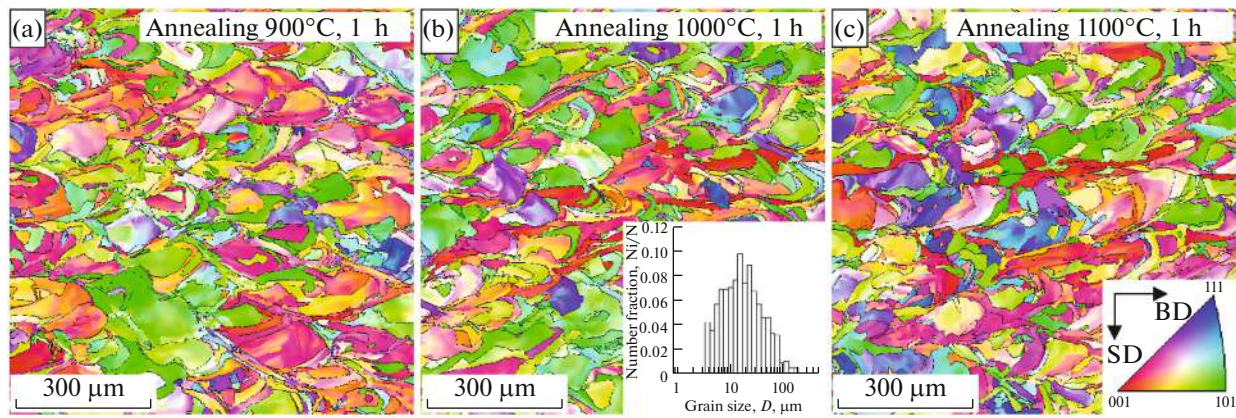 (a) Annealing 900°C, 1 h
300 μm
(b) Annealing 1000°C, 1 h
300 μm
Number fraction, Ni/N
0.12
0.10
0.08
0.06
0.04
0.02
0
1 10 100
Grain size, D, μm
(c) Annealing 1100°C, 1 h
300 μm
BD
SD
111
001 101